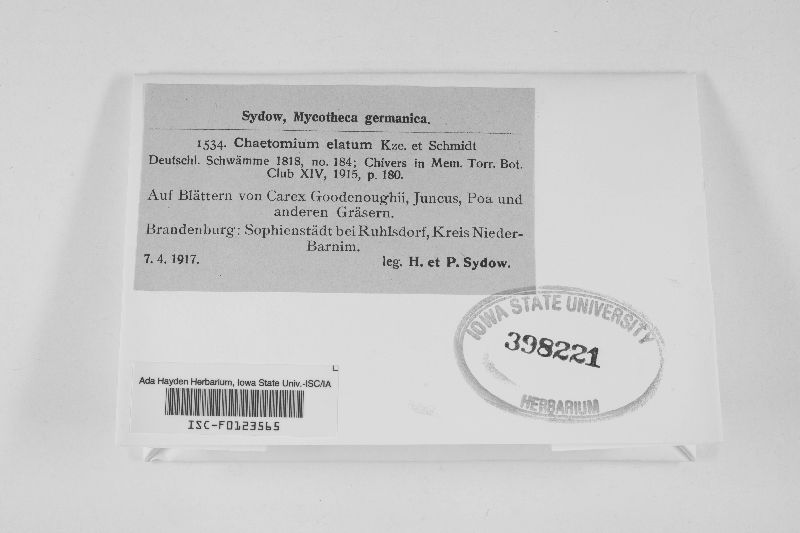 Sydow, Mycotheca germanica.
1534. Chaetomium elatum Kze. et Schmidt
Deutschl. Schwämme 1818, no. 184; Chivers in Mem. Torr. Bot.
Club XIV, 1915, p. 180.
Auf Blättern von Carex Goodenoughii, Juncus, Poa und
anderen Gräsern.
Brandenburg: Sophienstädt bei Ruhlsdorf, Kreis Nieder-
Barnim.
7. 4. 1917. leg. H. et P. Sydow.
IOWA STATE UNIVERSITY
398221
HERBARIUM
Ada Hayden Herbarium, Iowa State Univ.-ISC/IA
ISC-F0123565